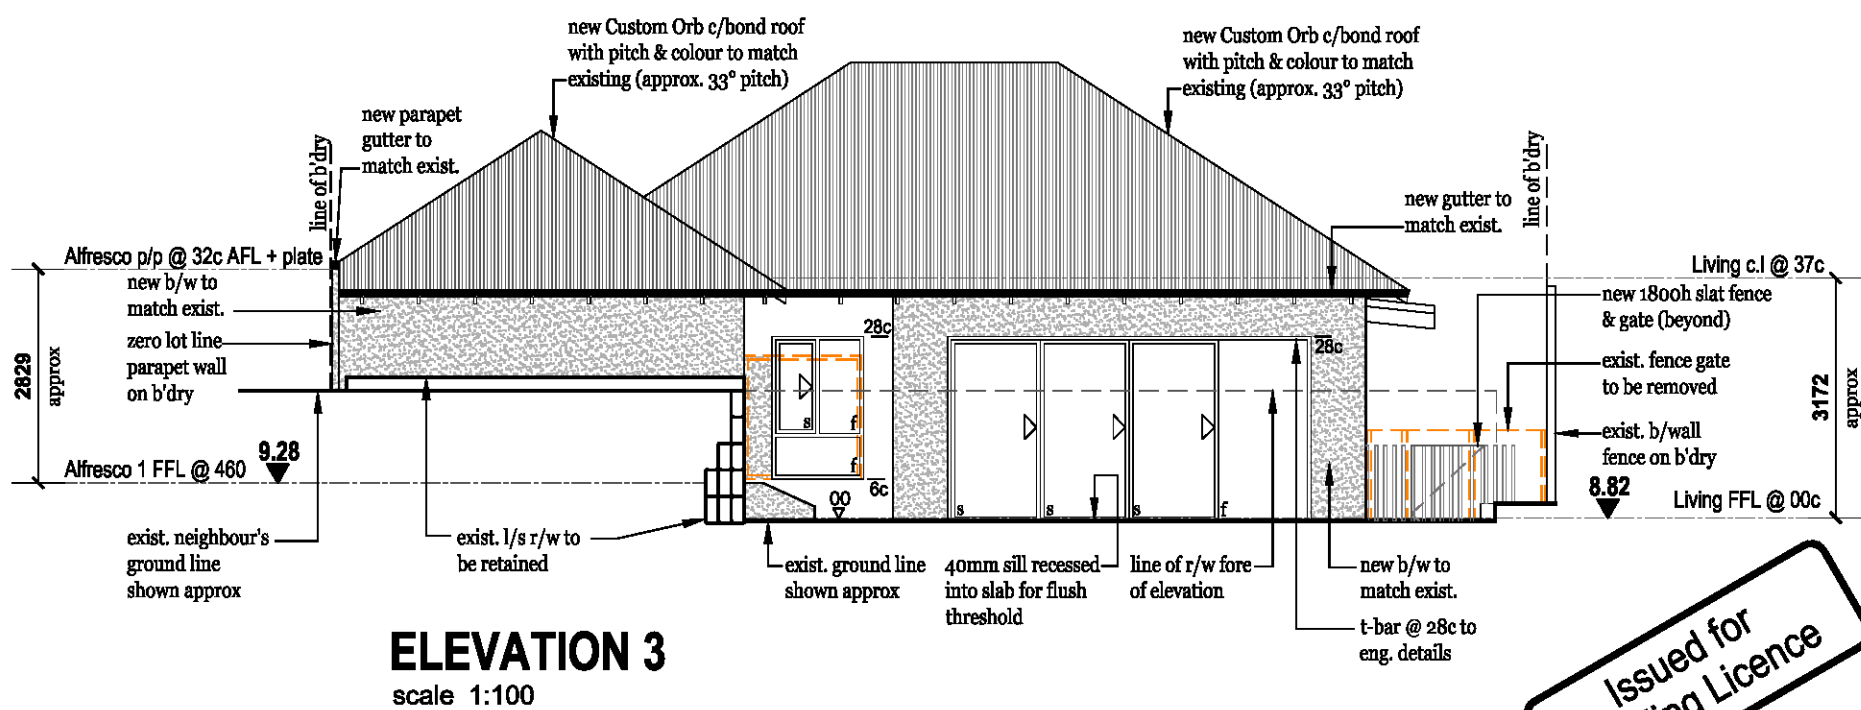 new Custom Orb c/bond roof
with pitch & colour to match
existing (approx. 33° pitch)
new Custom Orb c/bond roof
with pitch & colour to match
existing (approx. 33° pitch)
new parapet
gutter to
match exist.
line of b'dry
line of b'dry
new gutter to
match exist.
Alfresco p/p @ 32c AFL + plate
new b/w to
match exist.
zero lot line
parapet wall
on b'dry
2829
approx
Living c.l @ 37c
new 1800h slat fence
& gate (beyond)
exist. fence gate
to be removed
3172
approx
exist. b/wall
fence on b'dry
28c
28c
s
f
f
6c
00
s
s
s
f
9.28
Alfresco 1 FFL @ 460
8.82
Living FFL @ 00c
exist. neighbour's
ground line
shown approx
exist. l/s r/w to
be retained
exist. ground line
shown approx
40mm sill recessed
into slab for flush
threshold
line of r/w fore
of elevation
new b/w to
match exist.
t-bar @ 28c to
eng. details
ELEVATION 3
scale 1:100
Issued for
Licence